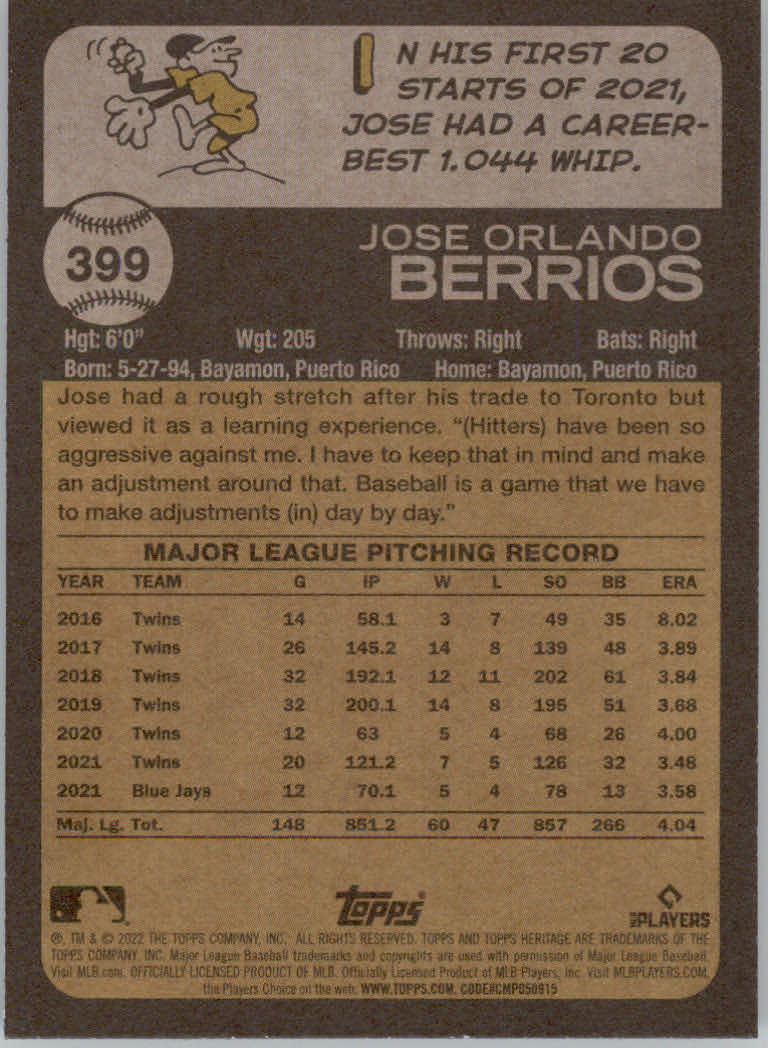 IN HIS FIRST 20
STARTS OF 2021,
JOSE HAD A CAREER-
BEST 1.044 WHIP.
399
JOSE ORLANDO
BERRIOS
Hgt: 6'0" Wgt: 205 Throws: Right Bats: Right
Born: 5-27-94, Bayamon, Puerto Rico Home: Bayamon, Puerto Rico
Jose had a rough stretch after his trade to Toronto but
viewed it as a learning experience. "(Hitters) have been so
aggressive against me. I have to keep that in mind and make
an adjustment around that. Baseball is a game that we have
to make adjustments (in) day by day."
MAJOR LEAGUE PITCHING RECORD
YEAR TEAM G IP W L SO BB ERA
2016 Twins 14 58.1 3 7 49 35 8.02
2017 Twins 26 145.2 14 8 139 48 3.89
2018 Twins 32 192.1 12 11 202 61 3.84
2019 Twins 32 200.1 14 8 195 51 3.68
2020 Twins 12 63 5 4 68 26 4.00
2021 Twins 20 121.2 7 5 126 32 3.48
2021 Blue Jays 12 70.1 5 4 78 13 3.58
Maj. Lg. Tot. 148 851.2 60 47 857 266 4.04
Topps®
MLB PLAYERS
®, TM & © 2022 THE TOPPS COMPANY, INC. ALL RIGHTS RESERVED. TOPPS AND TOPPS HERITAGE ARE TRADEMARKS OF THE
TOPPS COMPANY, INC. Major League Baseball trademarks and copyrights are used with permission of Major League Baseball.
Visit MLB.com. OFFICIALLY LICENSED PRODUCT OF MLB. Officially Licensed Product of MLB Players, Inc. Visit MLBPLAYERS.COM,
the Players Choice on the web. WWW.TOPPS.COM. CODE#CMP050915